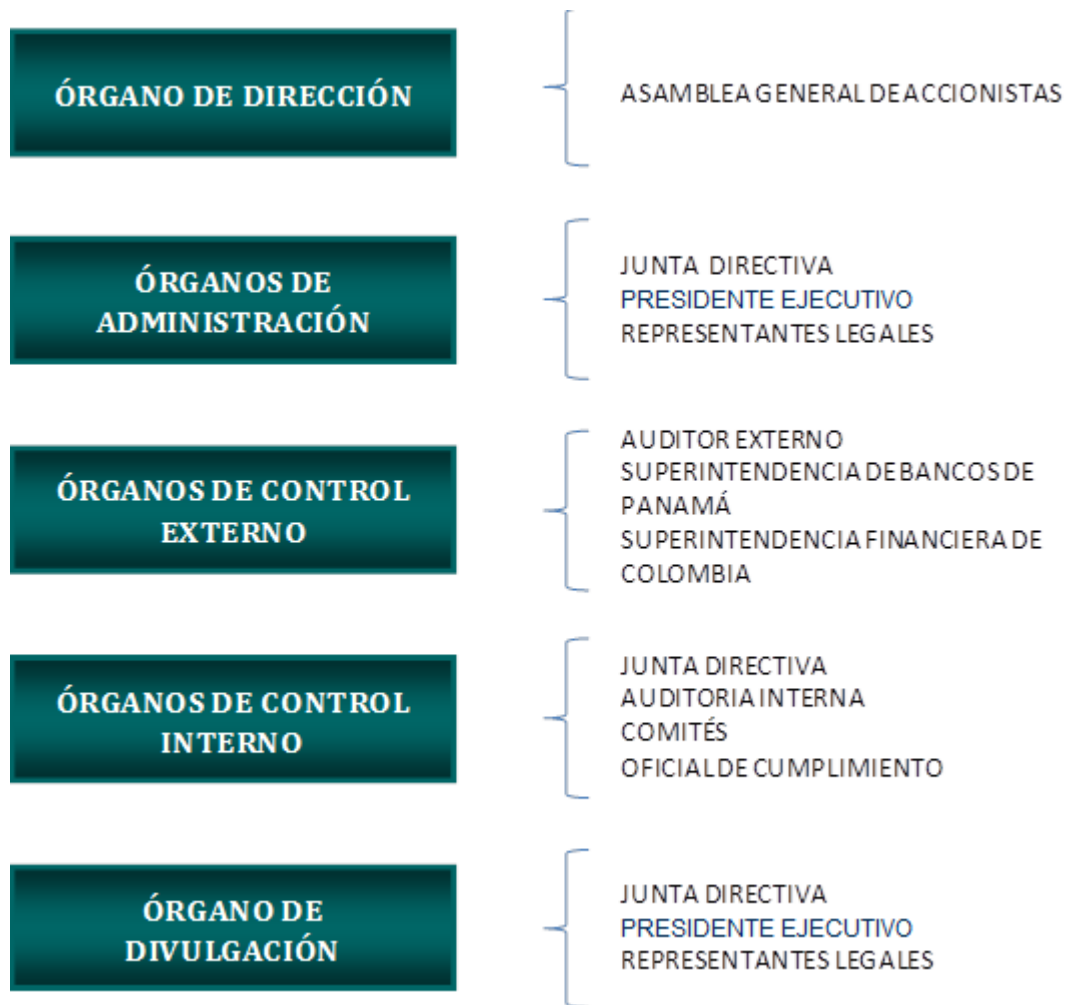 ÓRGANO DE DIRECCIÓN
ASAMBLEA GENERAL DE ACCIONISTAS
ÓRGANOS DE
ADMINISTRACIÓN
JUNTA DIRECTIVA
PRESIDENTE EJECUTIVO
REPRESENTANTES LEGALES
ÓRGANOS DE CONTROL
EXTERNO
AUDITOR EXTERNO
SUPERINTENDENCIA DE BANCOS DE
PANAMÁ
SUPERINTENDENCIA FINANCIERA DE
COLOMBIA
ÓRGANOS DE CONTROL
INTERNO
JUNTA DIRECTIVA
AUDITORIA INTERNA
COMITÉS
OFICIAL DE CUMPLIMIENTO
ÓRGANO DE
DIVULGACIÓN
JUNTA DIRECTIVA
PRESIDENTE EJECUTIVO
REPRESENTANTES LEGALES